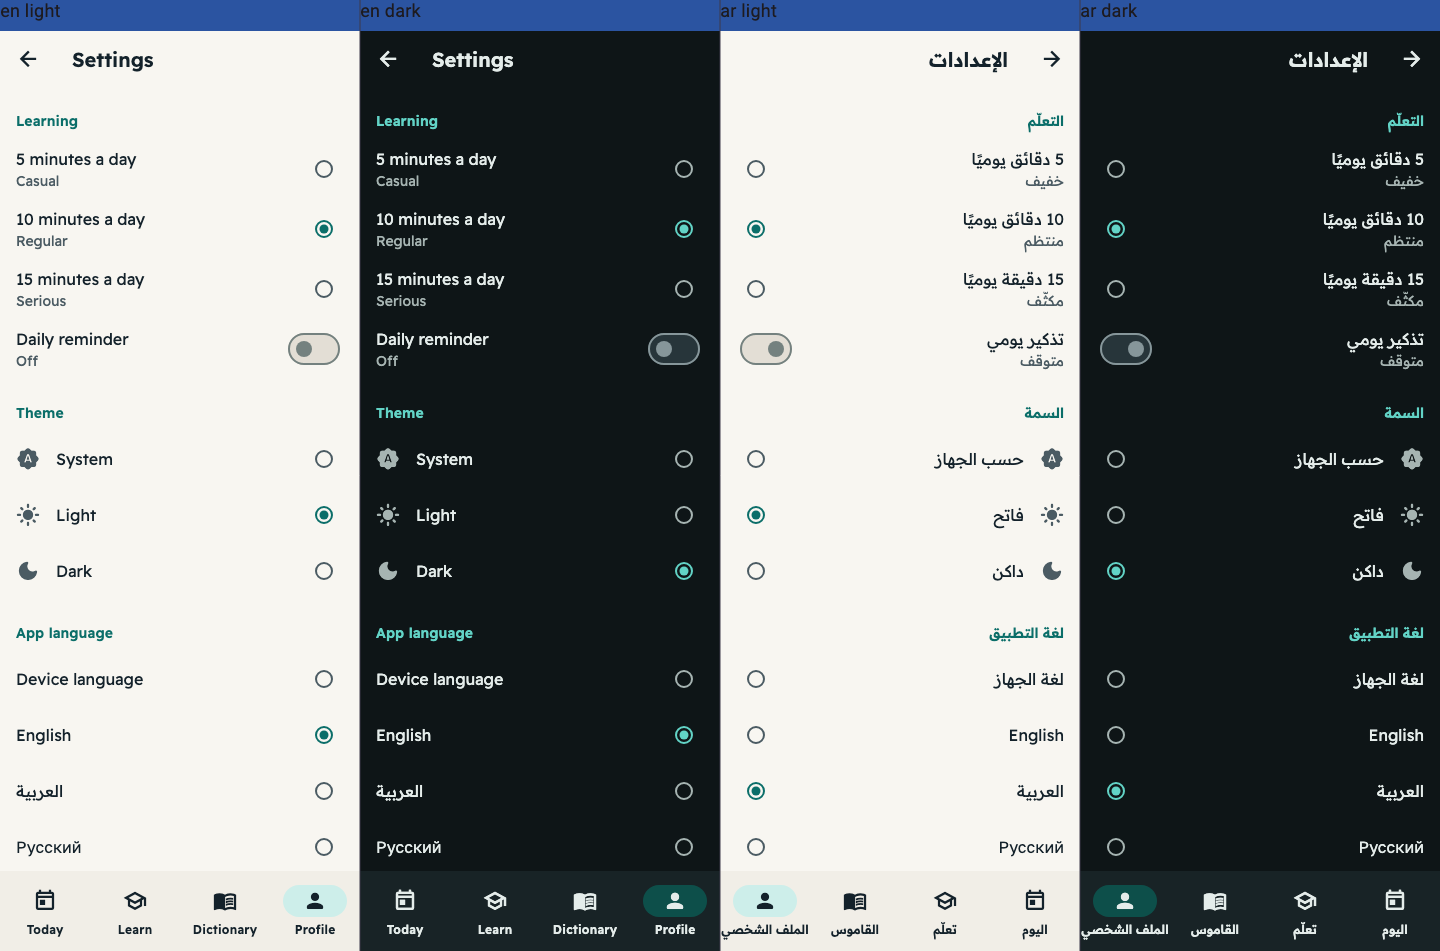 en light
Settings
Learning
5 minutes a day
Casual
10 minutes a day
Regular
15 minutes a day
Serious
Daily reminder
Off
Theme
A System
Light
Dark
App language
Device language
English
العربية
Русский
Today Learn Dictionary Profile
en dark
Settings
Learning
5 minutes a day
Casual
10 minutes a day
Regular
15 minutes a day
Serious
Daily reminder
Off
Theme
A System
Light
Dark
App language
Device language
English
العربية
Русский
Today Learn Dictionary Profile
ar light
الإعدادات
التعلّم
5 دقائق يوميًا
خفيف
10 دقائق يوميًا
منتظم
15 دقيقة يوميًا
مكثّف
تذكير يومي
متوقف
السمة
A حسب الجهاز
فاتح
داكن
لغة التطبيق
لغة الجهاز
English
العربية
Русский
اليوم تعلّم القاموس الملف الشخصي
ar dark
الإعدادات
التعلّم
5 دقائق يوميًا
خفيف
10 دقائق يوميًا
منتظم
15 دقيقة يوميًا
مكثّف
تذكير يومي
متوقف
السمة
A حسب الجهاز
فاتح
داكن
لغة التطبيق
لغة الجهاز
English
العربية
Русский
اليوم تعلّم القاموس الملف الشخصي